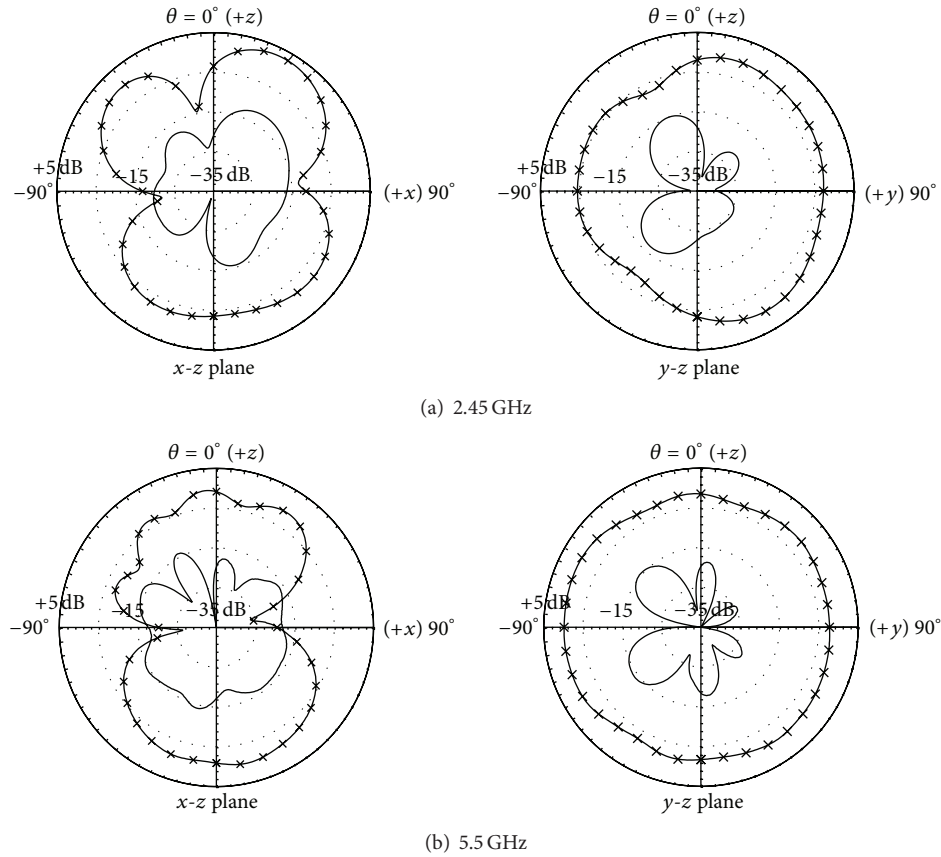 θ = 0° (+z)
θ = 0° (+z)
+5 dB
−15
−35 dB
−90°
(+x) 90°
+5 dB
−15
−35 dB
−90°
(+y) 90°
x-z plane
y-z plane
(a) 2.45 GHz
θ = 0° (+z)
θ = 0° (+z)
+5 dB
−15
−35 dB
−90°
(+x) 90°
+5 dB
−15
−35 dB
−90°
(+y) 90°
x-z plane
y-z plane
(b) 5.5 GHz